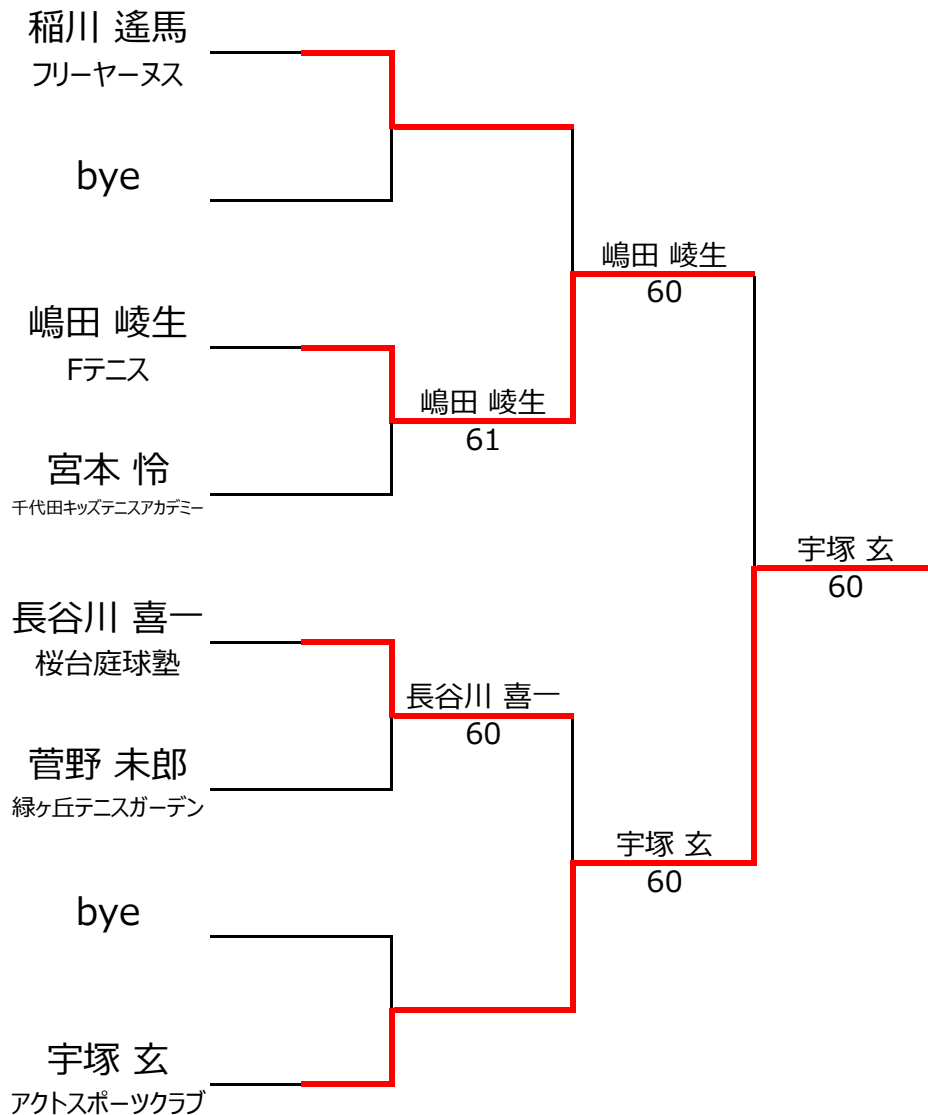 稲川 遙馬
フリーヤーヌス
bye
嶋田 崚生
Fテニス
宮本 怜
千代田キッズテニスアカデミー
長谷川 喜一
桜台庭球塾
菅野 未郎
緑ヶ丘テニスガーデン
bye
宇塚 玄
アクトスポーツクラブ
嶋田 崚生
61
長谷川 喜一
60
嶋田 崚生
60
宇塚 玄
60
宇塚 玄
60